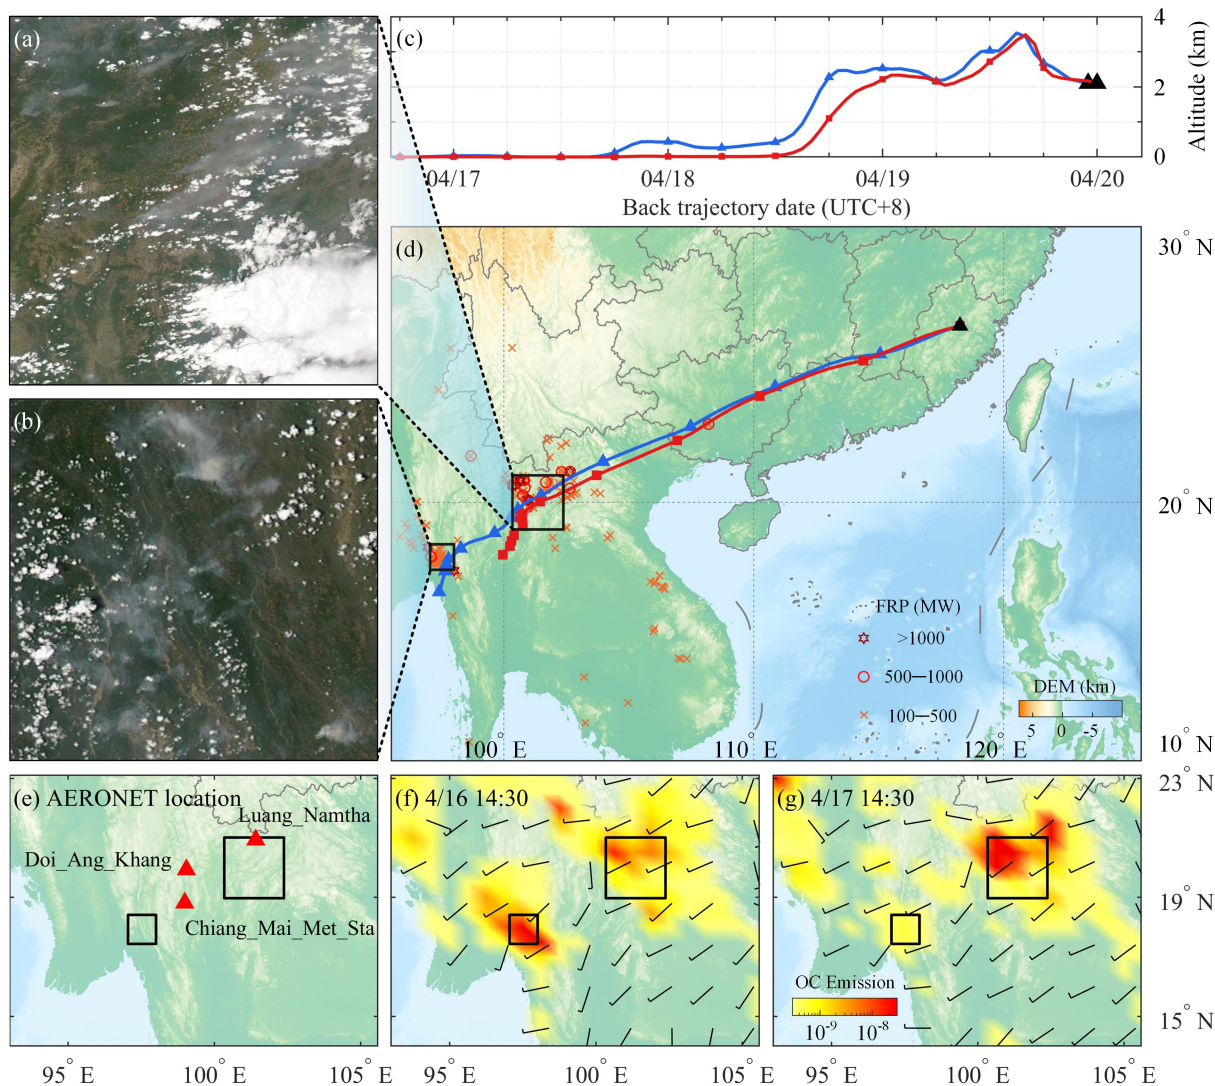 (a)
(b)
(c)
4
2
0
Altitude (km)
04/17
04/18
04/19
04/20
Back trajectory date (UTC+8)
(d)
30° N
20° N
10° N
FRP (MW)
>1000
500—1000
100—500
DEM (km)
5 0 -5
100° E
110° E
120° E
(e) AERONET location
Luang_Namtha
Doi_Ang_Khang
Chiang_Mai_Met_Sta
(f) 4/16 14:30
(g) 4/17 14:30
OC Emission
10⁻⁹ 10⁻⁸
23° N
19° N
15° N
95° E
100° E
105° E
95° E
100° E
105° E
95° E
100° E
105° E